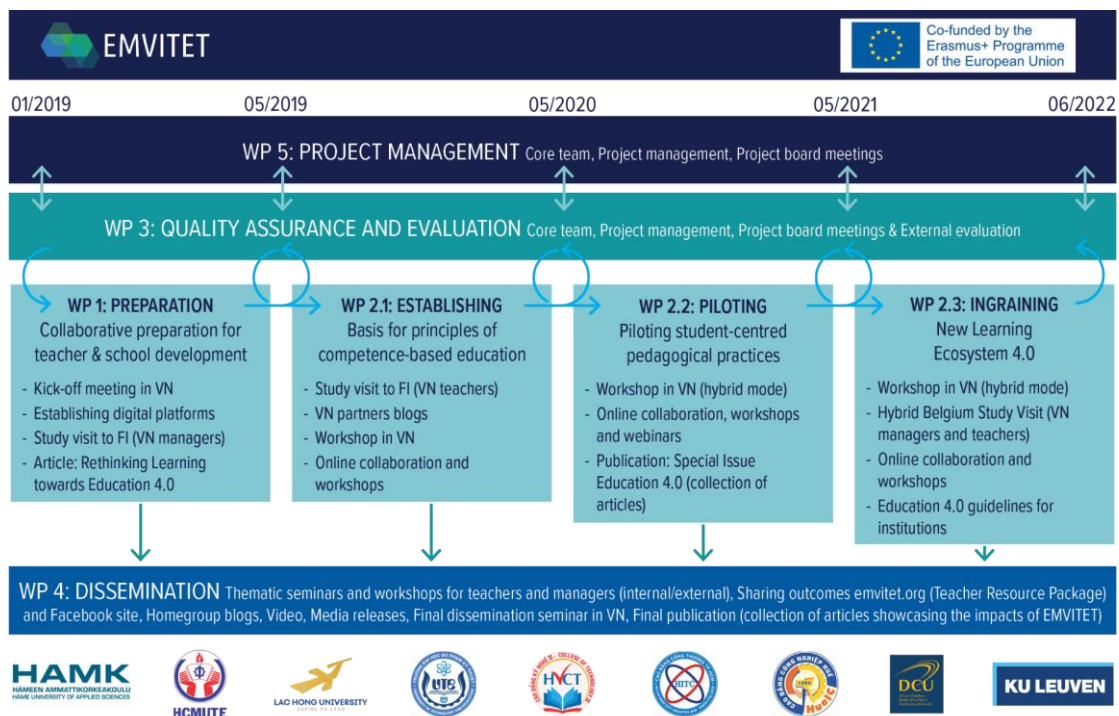 EMVITET
Co-funded by the
Erasmus+ Programme
of the European Union
01/2019
05/2019
05/2020
05/2021
06/2022
WP 5: PROJECT MANAGEMENT Core team, Project management, Project board meetings
WP 3: QUALITY ASSURANCE AND EVALUATION Core team, Project management, Project board meetings & External evaluation
WP 1: PREPARATION
Collaborative preparation for
teacher & school development
- Kick-off meeting in VN
- Establishing digital platforms
- Study visit to FI (VN managers)
- Article: Rethinking Learning
towards Education 4.0
WP 2.1: ESTABLISHING
Basis for principles of
competence-based education
- Study visit to FI (VN teachers)
- VN partners blogs
- Workshop in VN
- Online collaboration and
workshops
WP 2.2: PILOTING
Piloting student-centred
pedagogical practices
- Workshop in VN (hybrid mode)
- Online collaboration, workshops
and webinars
- Publication: Special Issue
Education 4.0 (collection of
articles)
WP 2.3: INGRAINING
New Learning
Ecosystem 4.0
- Workshop in VN (hybrid mode)
- Hybrid Belgium Study Visit (VN
managers and teachers)
- Online collaboration and
workshops
- Education 4.0 guidelines for
institutions
WP 4: DISSEMINATION Thematic seminars and workshops for teachers and managers (internal/external), Sharing outcomes emvitet.org (Teacher Resource Package)
and Facebook site, Homegroup blogs, Video, Media releases, Final dissemination seminar in VN, Final publication (collection of articles showcasing the impacts of EMVITET)
HAMK
HÄMEEN AMMATTIKORKEAKOULU
HÄME UNIVERSITY OF APPLIED SCIENCES
HCMUTE
LAC HONG UNIVERSITY
ASPIRE TO LEAD
UTE
HVCT
HITC
HueIC
DCU
KU LEUVEN